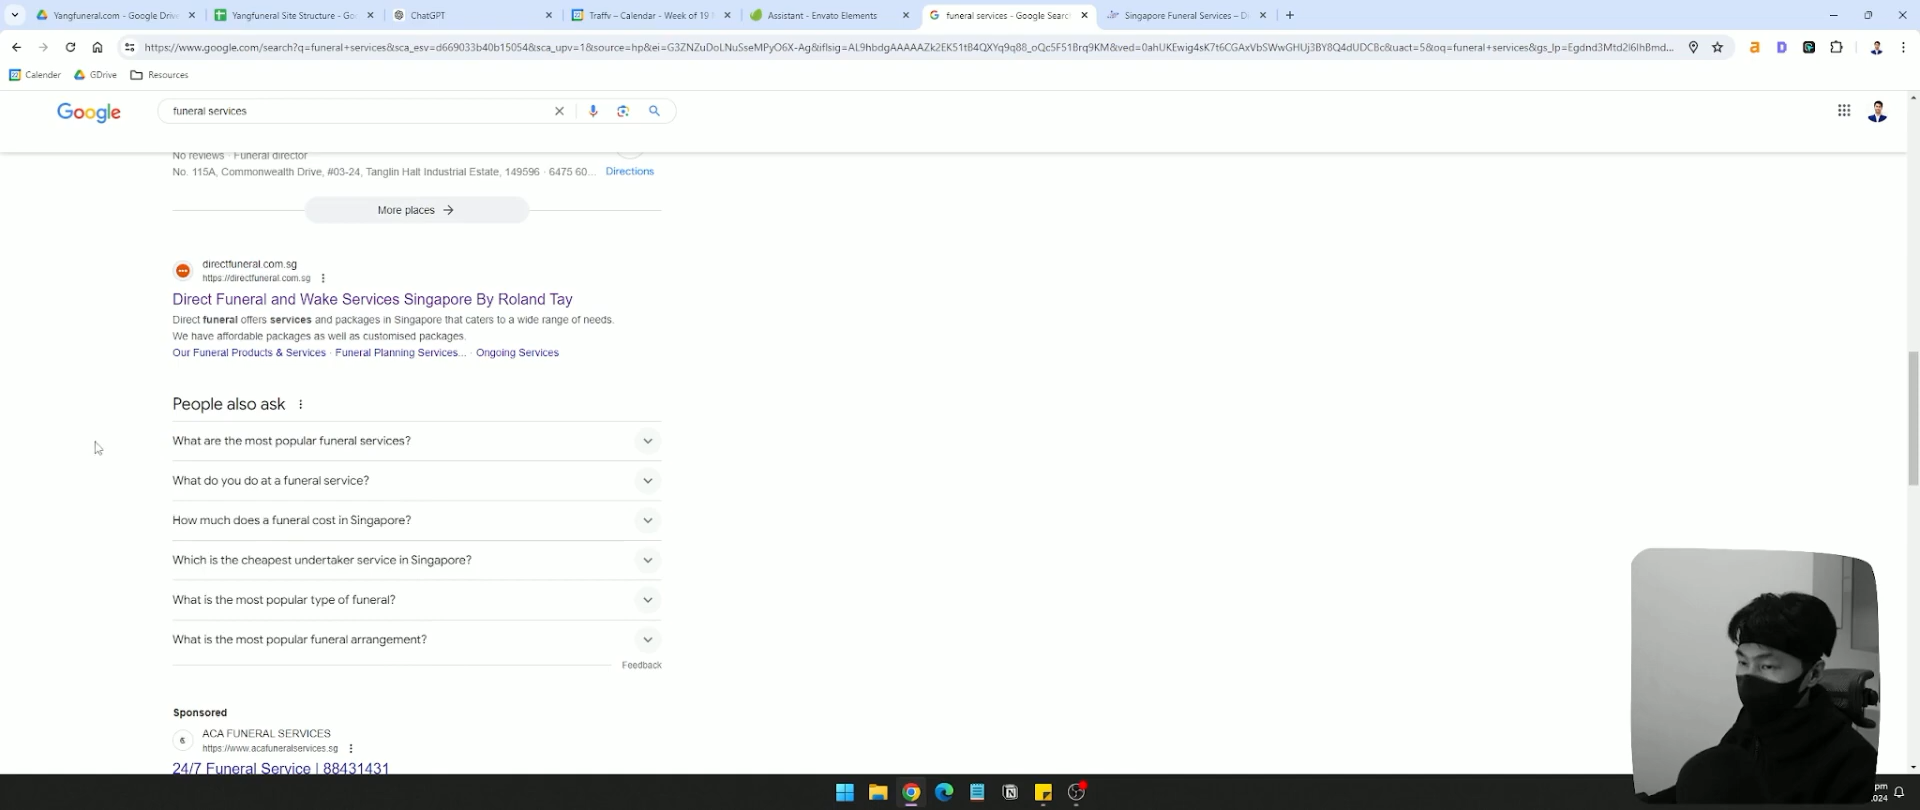 Yangfuneral.com – Google Driv
Yangfuneral Site Structure - Go
ChatGPT
Traffv – Calendar - Week of 19
Assistant - Envato Elements
funeral services - Google Searc
Singapore Funeral Services – Di
Calender
GDrive
Resources
Google
funeral services
No reviews · Funeral director
No. 115A, Commonwealth Drive, #03-24, Tanglin Halt Industrial Estate, 149596 · 6475 60...
Directions
More places
directfuneral.com.sg
https://directfuneral.com.sg
Direct Funeral and Wake Services Singapore By Roland Tay
Direct funeral offers services and packages in Singapore that caters to a wide range of needs.
We have affordable packages as well as customised packages.
Our Funeral Products & Services · Funeral Planning Services... · Ongoing Services
People also ask
What are the most popular funeral services?
What do you do at a funeral service?
How much does a funeral cost in Singapore?
Which is the cheapest undertaker service in Singapore?
What is the most popular type of funeral?
What is the most popular funeral arrangement?
Feedback
Sponsored
ACA FUNERAL SERVICES
https://www.acafuneralservices.sg
24/7 Funeral Service | 88431431
pm
024